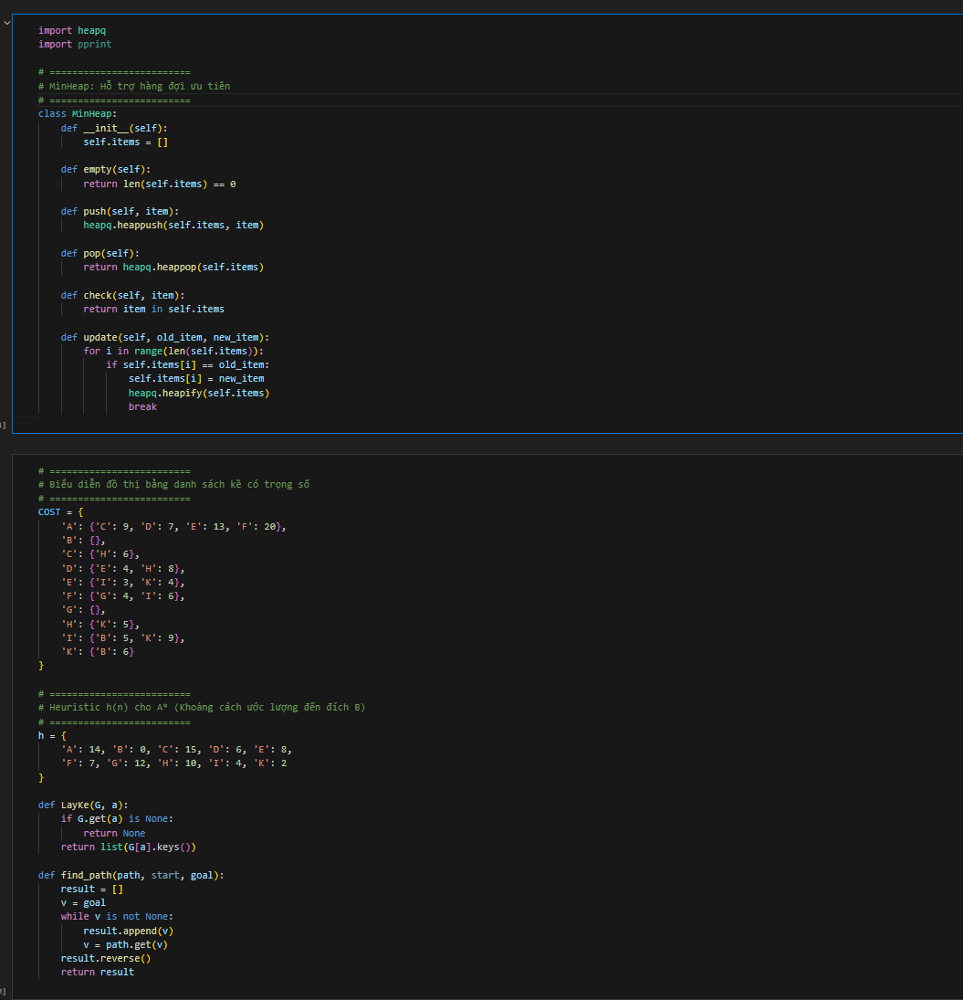 import heapq
import pprint
# =========================
# MinHeap: Hỗ trợ hàng đợi ưu tiên
# =========================
class MinHeap:
    def __init__(self):
        self.items = []
    def empty(self):
        return len(self.items) == 0
    def push(self, item):
        heapq.heappush(self.items, item)
    def pop(self):
        return heapq.heappop(self.items)
    def check(self, item):
        return item in self.items
    def update(self, old_item, new_item):
        for i in range(len(self.items)):
            if self.items[i] == old_item:
                self.items[i] = new_item
                heapq.heapify(self.items)
                break
# =========================
# Biểu diễn đồ thị bằng danh sách kề có trọng số
# =========================
COST = {
    'A': {'C': 9, 'D': 7, 'E': 13, 'F': 20},
    'B': {},
    'C': {'H': 6},
    'D': {'E': 4, 'H': 8},
    'E': {'I': 3, 'K': 4},
    'F': {'G': 4, 'I': 6},
    'G': {},
    'H': {'K': 5},
    'I': {'B': 5, 'K': 9},
    'K': {'B': 6}
}
# =========================
# Heuristic h(n) cho A* (Khoảng cách ước lượng đến đích B)
# =========================
h = {
    'A': 14, 'B': 0, 'C': 15, 'D': 6, 'E': 8,
    'F': 7, 'G': 12, 'H': 10, 'I': 4, 'K': 2
}
def LayKe(G, a):
    if G.get(a) is None:
        return None
    return list(G[a].keys())
def find_path(path, start, goal):
    result = []
    v = goal
    while v is not None:
        result.append(v)
        v = path.get(v)
    result.reverse()
    return result